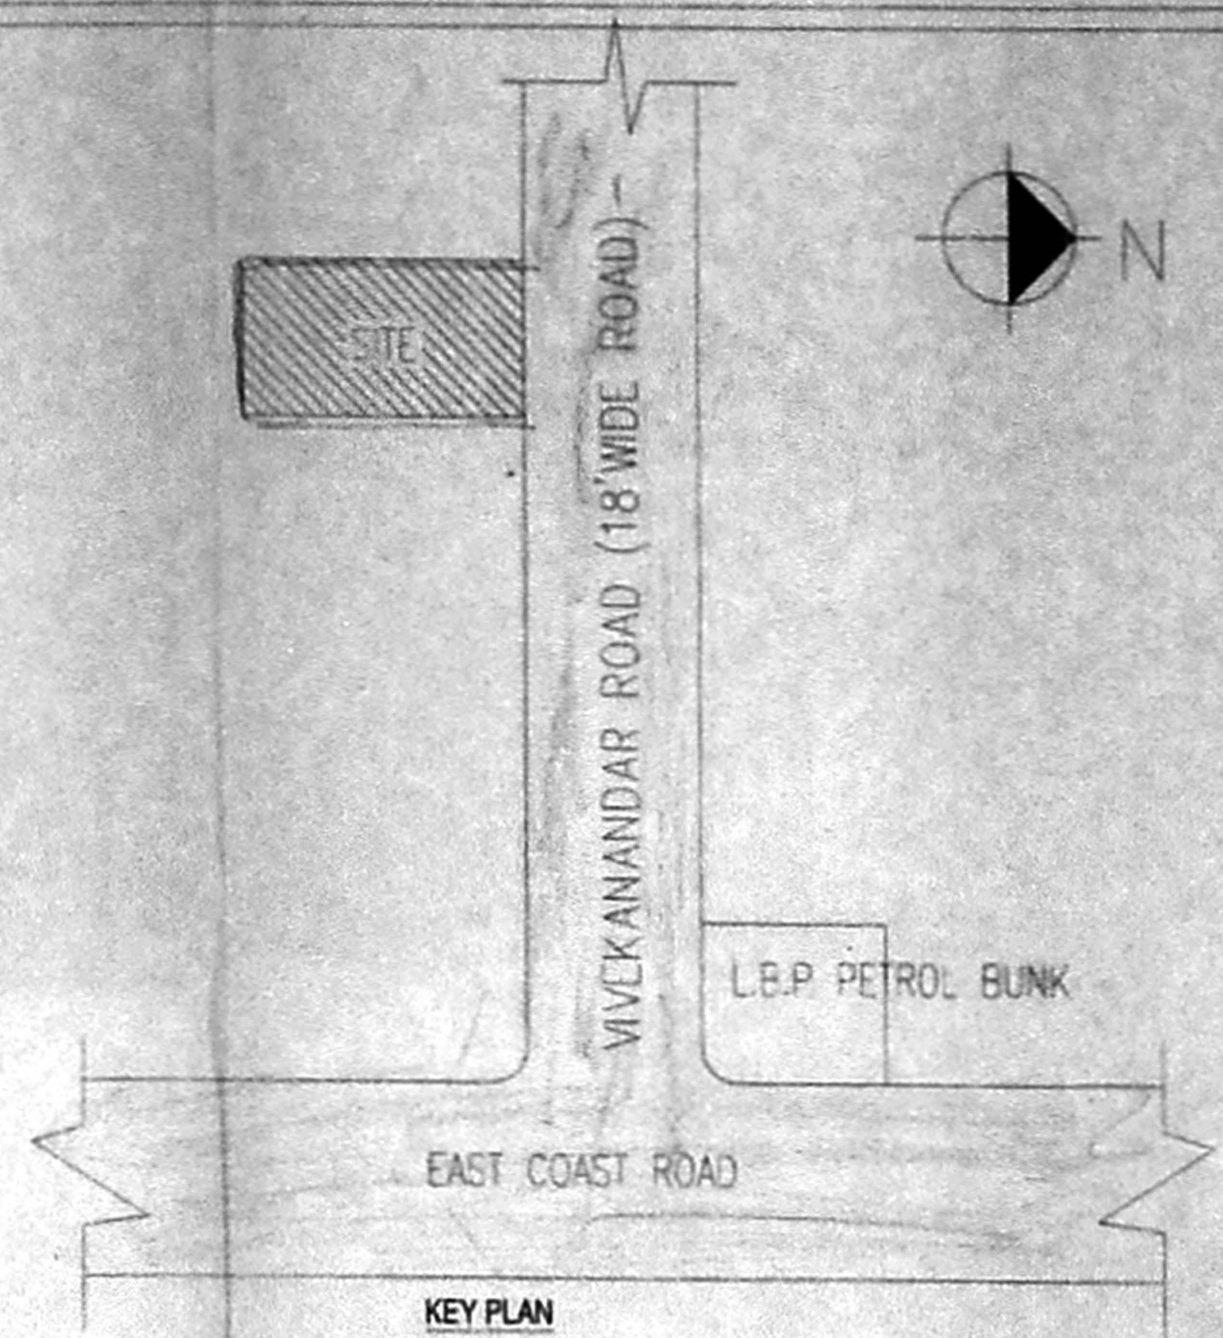 N
SITE
VIVEKANANDAR ROAD (18'WIDE ROAD)
L.B.P PETROL BUNK
EAST COAST ROAD
KEY PLAN